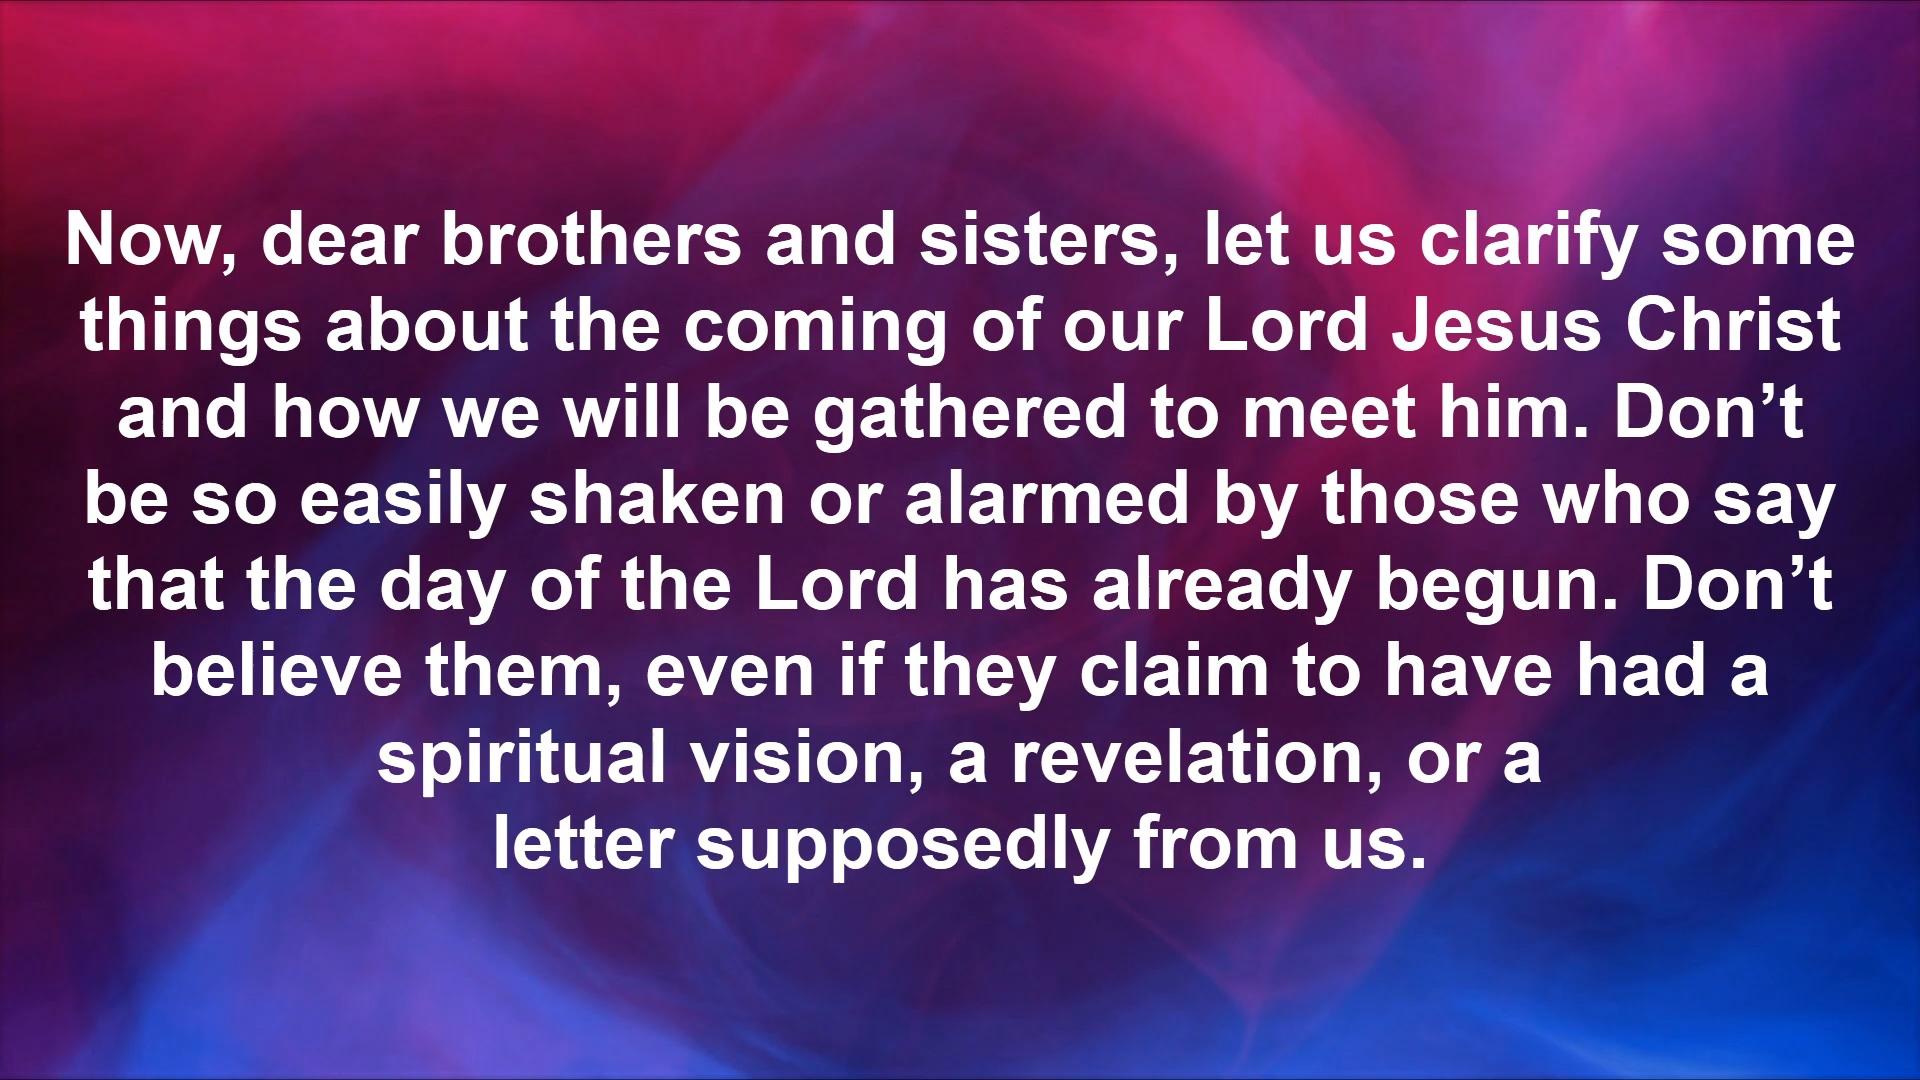 Now, dear brothers and sisters, let us clarify some
things about the coming of our Lord Jesus Christ
and how we will be gathered to meet him. Don’t
be so easily shaken or alarmed by those who say
that the day of the Lord has already begun. Don’t
believe them, even if they claim to have had a
spiritual vision, a revelation, or a
letter supposedly from us.